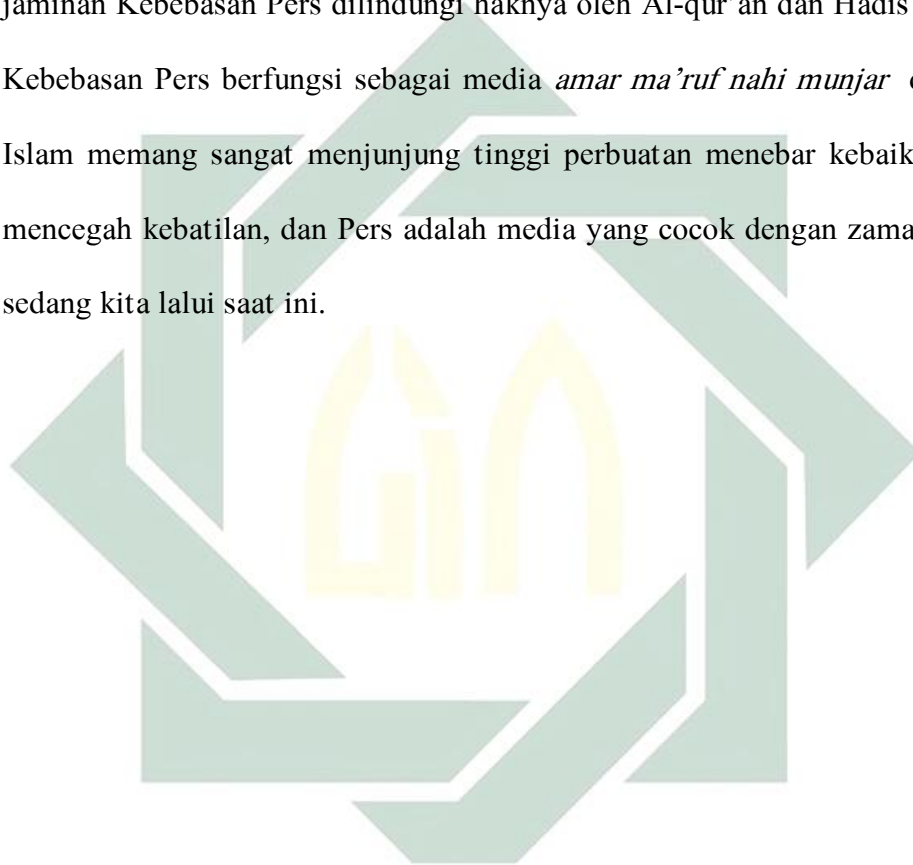 jaminan Kebebasan Pers dilindungi haknya oleh Al-qur'an dan Hadis
Kebebasan Pers berfungsi sebagai media amar ma'ruf nahi munjar
Islam memang sangat menjunjung tinggi perbuatan menebar
mencegah kebatilan, dan Pers adalah media yang cocok dengan
sedang kita lalui saat ini.